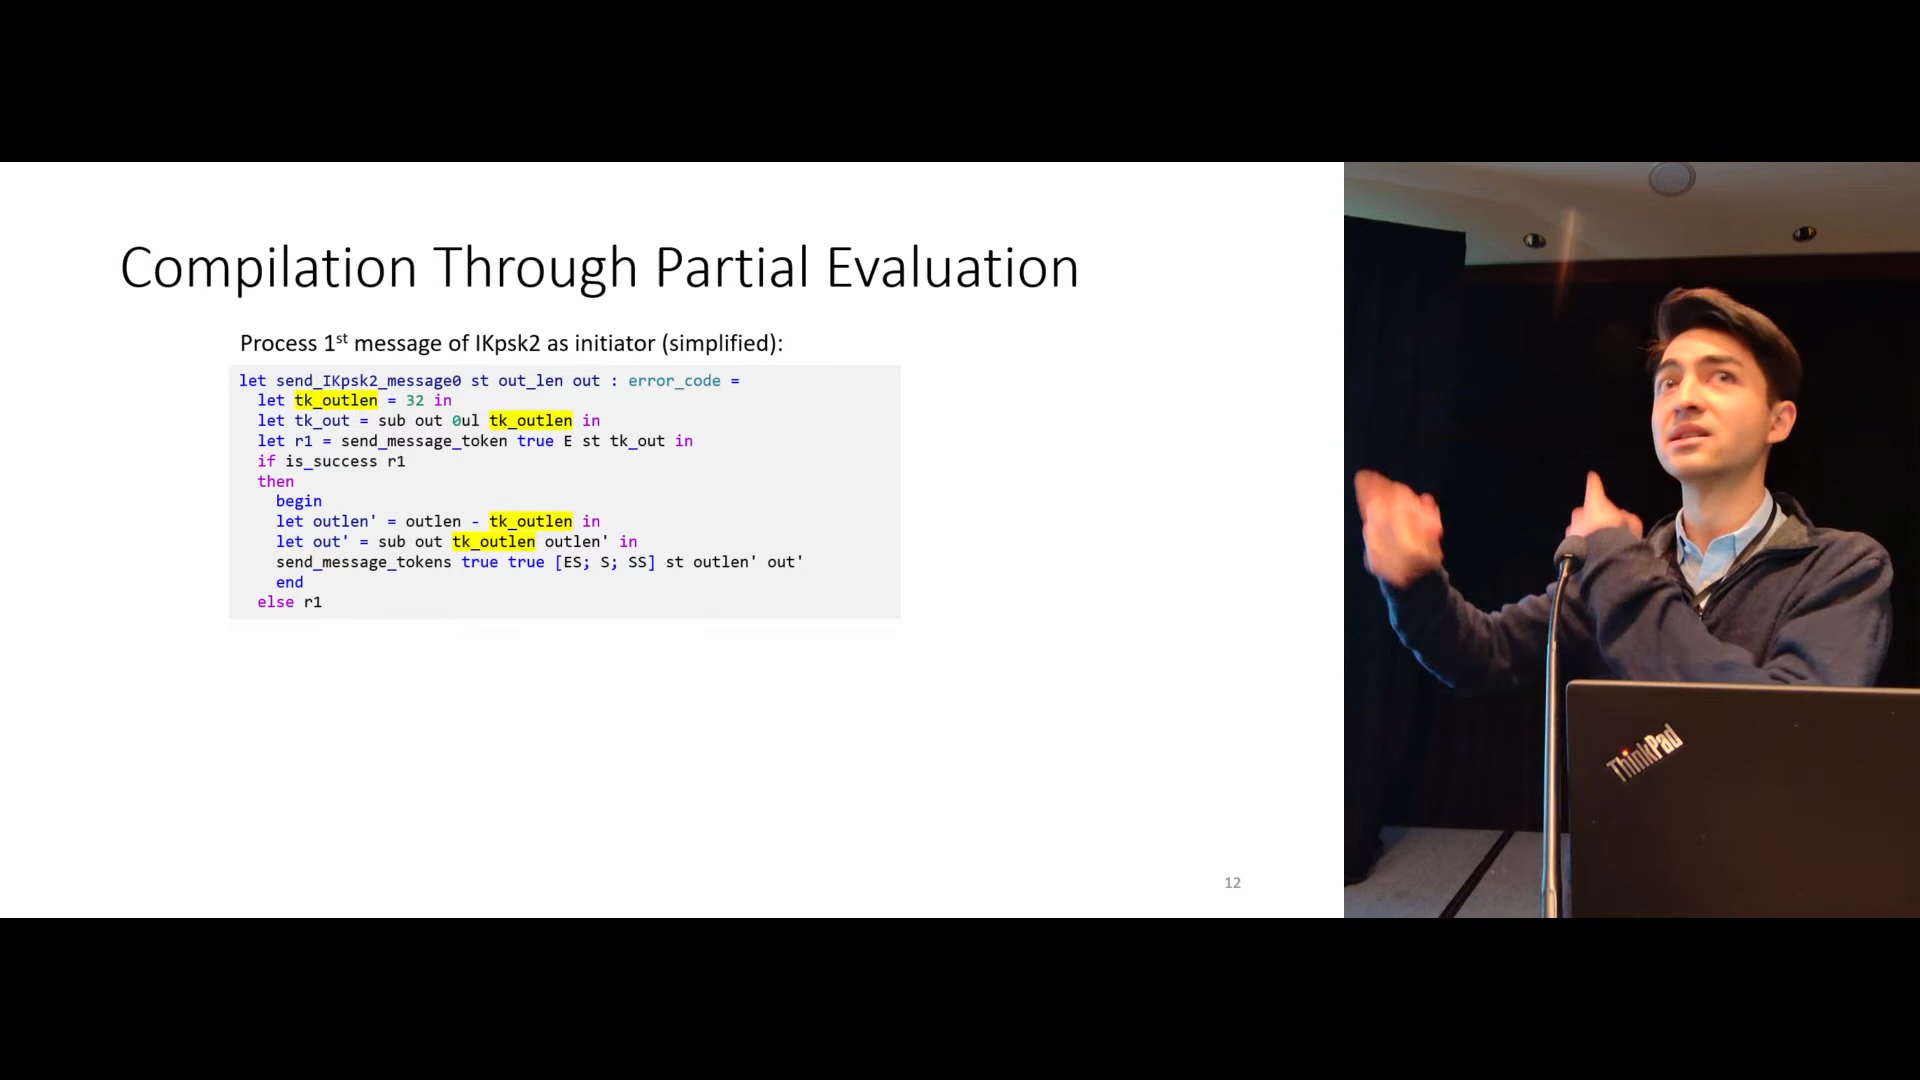 Compilation Through Partial Evaluation
Process 1st message of IKpsk2 as initiator (simplified):
let send_IKpsk2_message0 st out_len out : error_code =
  let tk_outlen = 32 in
  let tk_out = sub out 0ul tk_outlen in
  let r1 = send_message_token true E st tk_out in
  if is_success r1
  then
    begin
    let outlen' = outlen - tk_outlen in
    let out' = sub out tk_outlen outlen' in
    send_message_tokens true true [ES; S; SS] st outlen' out'
    end
  else r1
12
ThinkPad